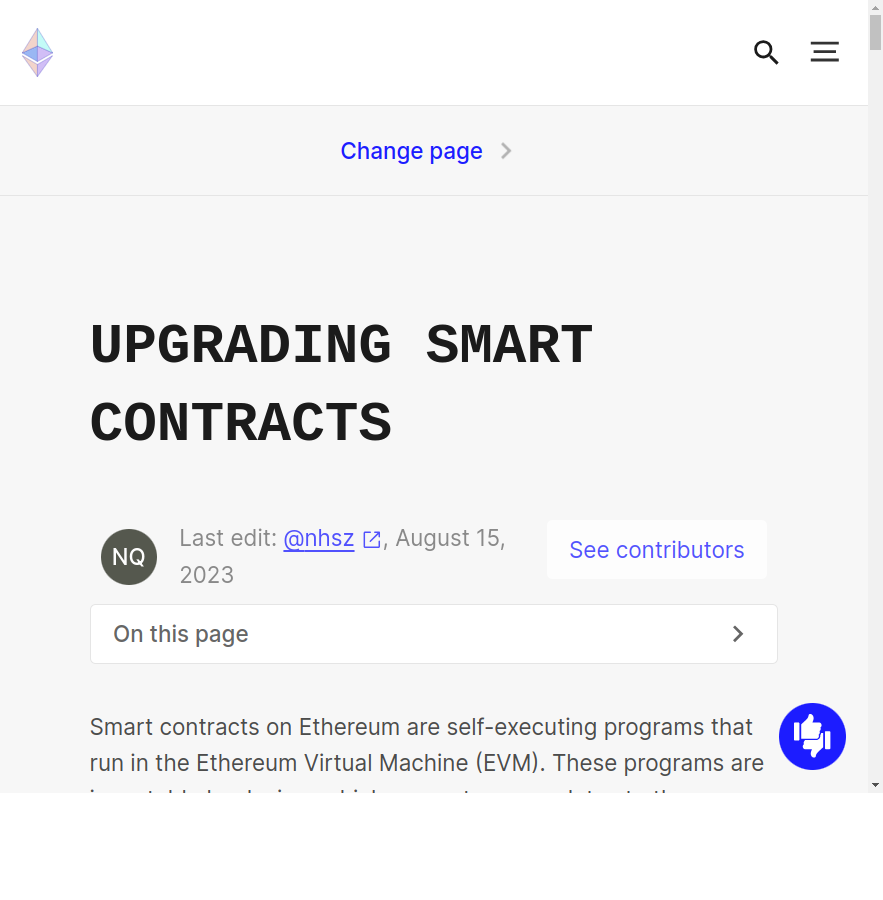 Change page
UPGRADING SMART
CONTRACTS
NQ
Last edit: @nhsz, August 15,
2023
See contributors
On this page
Smart contracts on Ethereum are self-executing programs that
run in the Ethereum Virtual Machine (EVM). These programs are